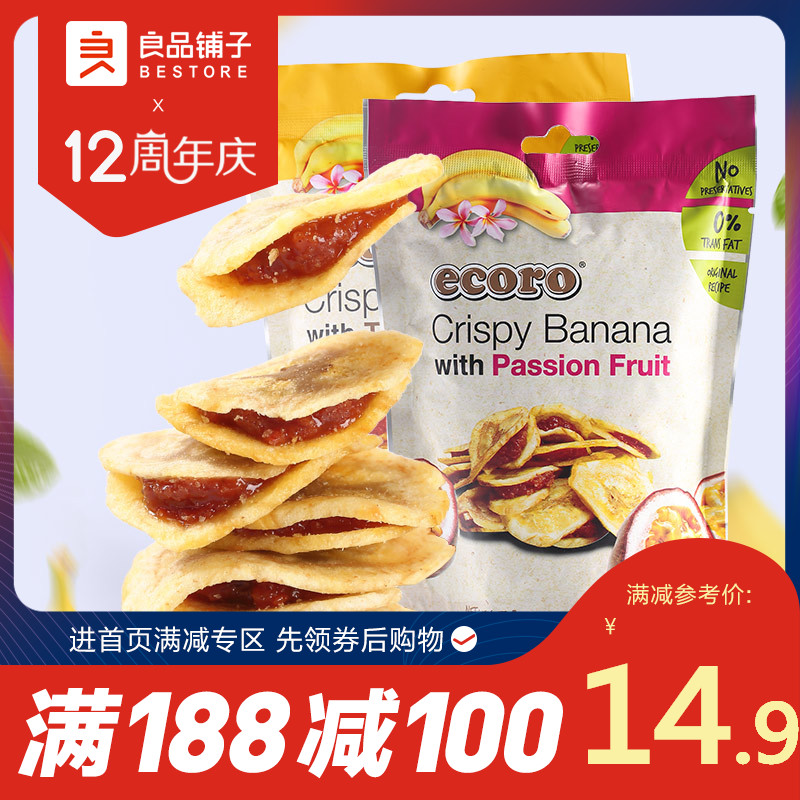 良品铺子
BESTORE
X
12周年庆
PRESER
No
PRESERVATIVES
0%
TRANS FAT
ORIGINAL
RECIPE
ecoro®
Crispy Banana
with Passion Fruit
Crisp
with T
满减参考价:
¥
14.9
进首页满减专区 先领券后购物
满188减100